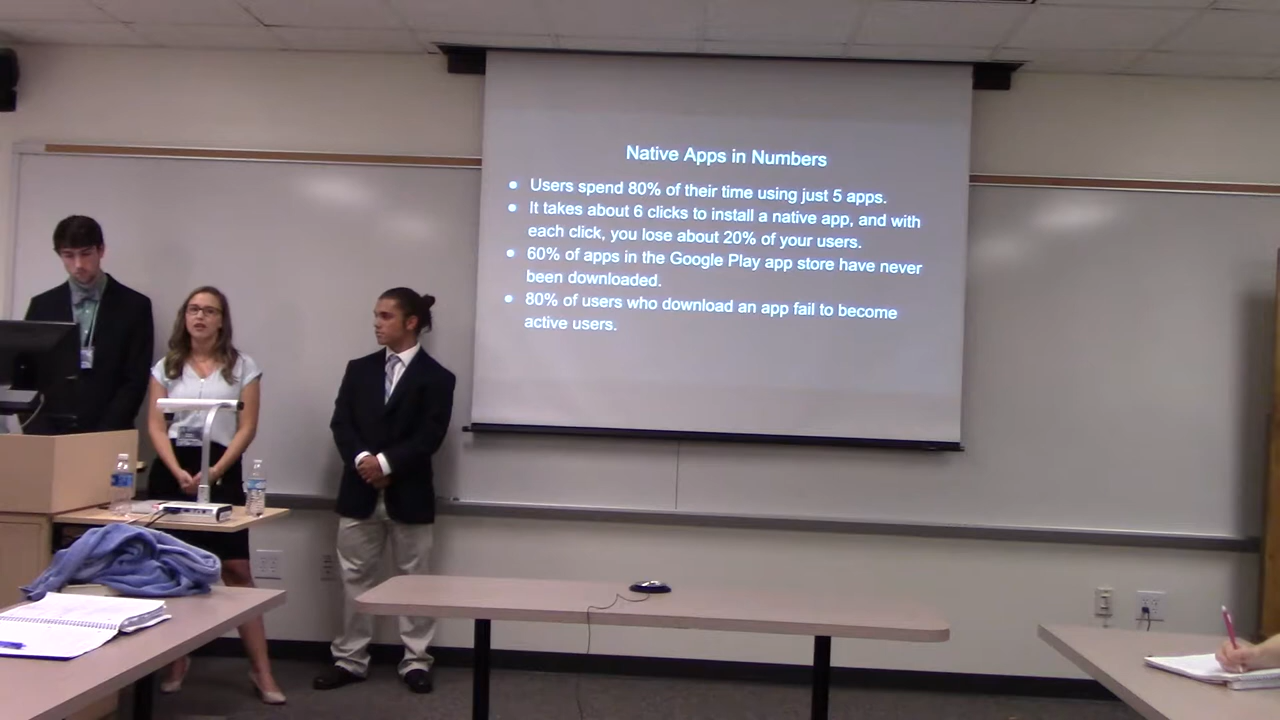 Native Apps in Numbers
• Users spend 80% of their time using just 5 apps.
• It takes about 6 clicks to install a native app, and with
each click, you lose about 20% of your users.
• 60% of apps in the Google Play app store have never
been downloaded.
• 80% of users who download an app fail to become
active users.